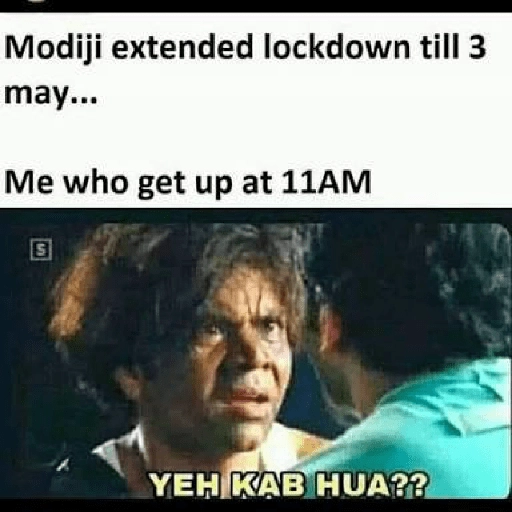 Modiji extended lockdown till 3
may...
Me who get up at 11AM
S
YEH KAB HUA??